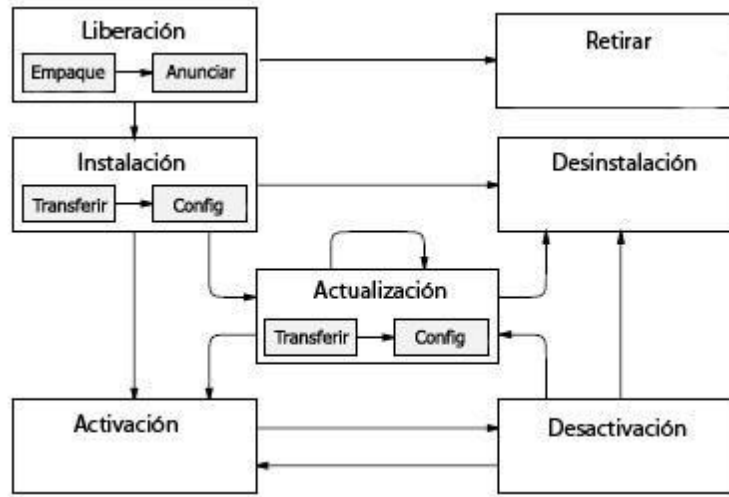 Liberación
Empaque
Anunciar
Retirar
Instalación
Transferir
Config
Desinstalación
Actualización
Transferir
Config
Activación
Desactivación